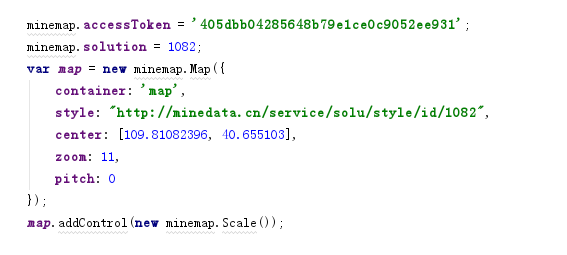 minemap.accessToken = '405dbb04285648b79e1ce0c9052ee931';
minemap.solution = 1082;
var map = new minemap.Map({
    container: 'map',
    style: "http://minedata.cn/service/solu/style/id/1082",
    center: [109.81082396, 40.655103],
    zoom: 11,
    pitch: 0
});
map.addControl(new minemap.Scale());